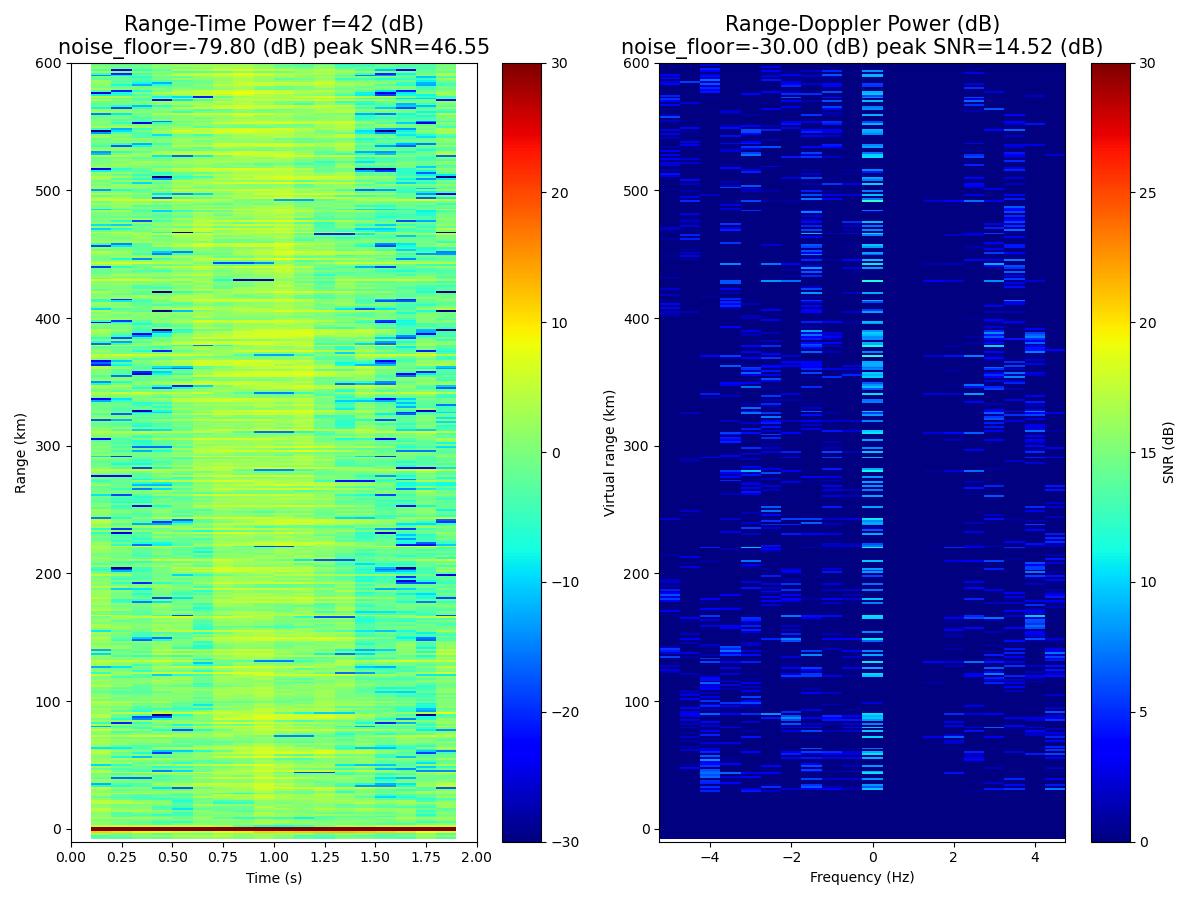 Range-Time Power f=42 (dB)
noise_floor=-79.80 (dB) peak SNR=46.55
600
500
400
300
200
100
0
Range (km)
0.00 0.25 0.50 0.75 1.00 1.25 1.50 1.75 2.00
Time (s)
30
20
10
0
−10
−20
−30
Range-Doppler Power (dB)
noise_floor=-30.00 (dB) peak SNR=14.52 (dB)
600
500
400
300
200
100
0
Virtual range (km)
−4 −2 0 2 4
Frequency (Hz)
30
25
20
15
10
5
0
SNR (dB)